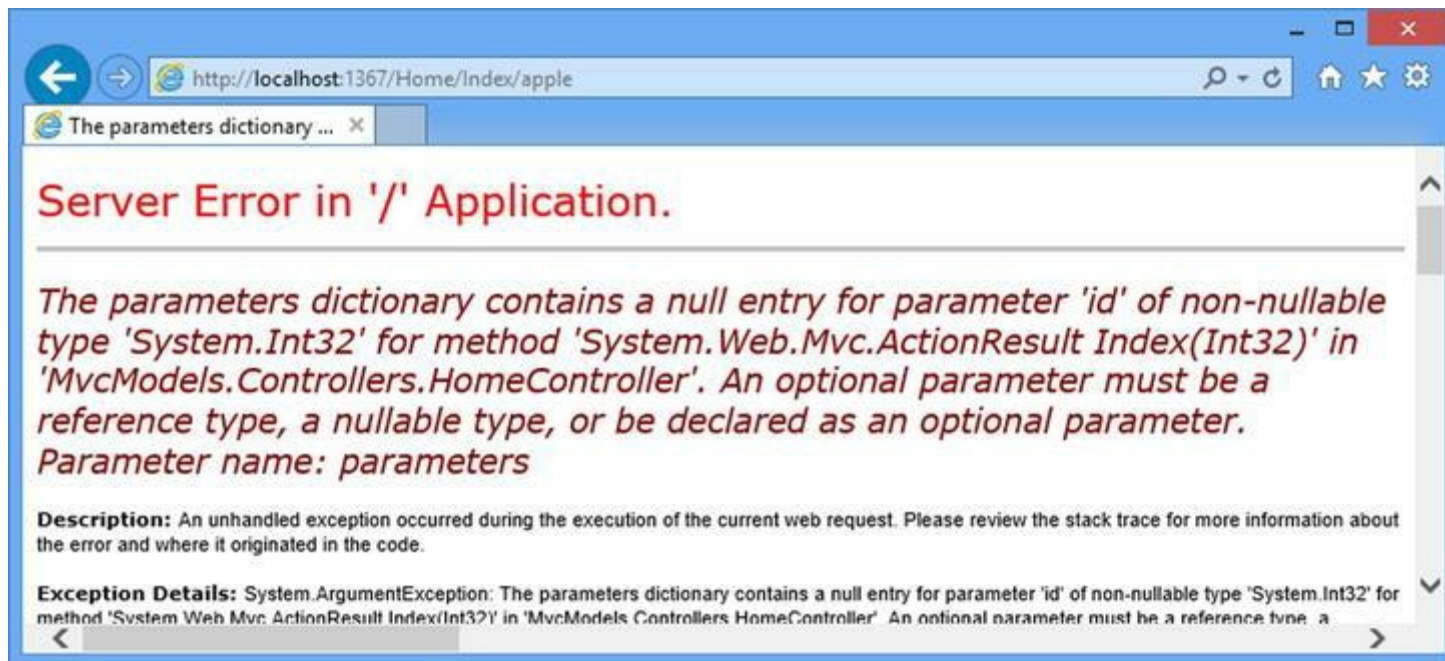 http://localhost:1367/Home/Index/apple
The parameters dictionary ...
Server Error in '/' Application.
The parameters dictionary contains a null entry for parameter 'id' of non-nullable
type 'System.Int32' for method 'System.Web.Mvc.ActionResult Index(Int32)' in
'MvcModels.Controllers.HomeController'. An optional parameter must be a
reference type, a nullable type, or be declared as an optional parameter.
Parameter name: parameters
Description: An unhandled exception occurred during the execution of the current web request. Please review the stack trace for more information about
the error and where it originated in the code.
Exception Details: System.ArgumentException: The parameters dictionary contains a null entry for parameter 'id' of non-nullable type 'System.Int32' for
method 'System.Web.Mvc.ActionResult Index(Int32)' in 'MvcModels.Controllers.HomeController'. An optional parameter must be a reference type, a